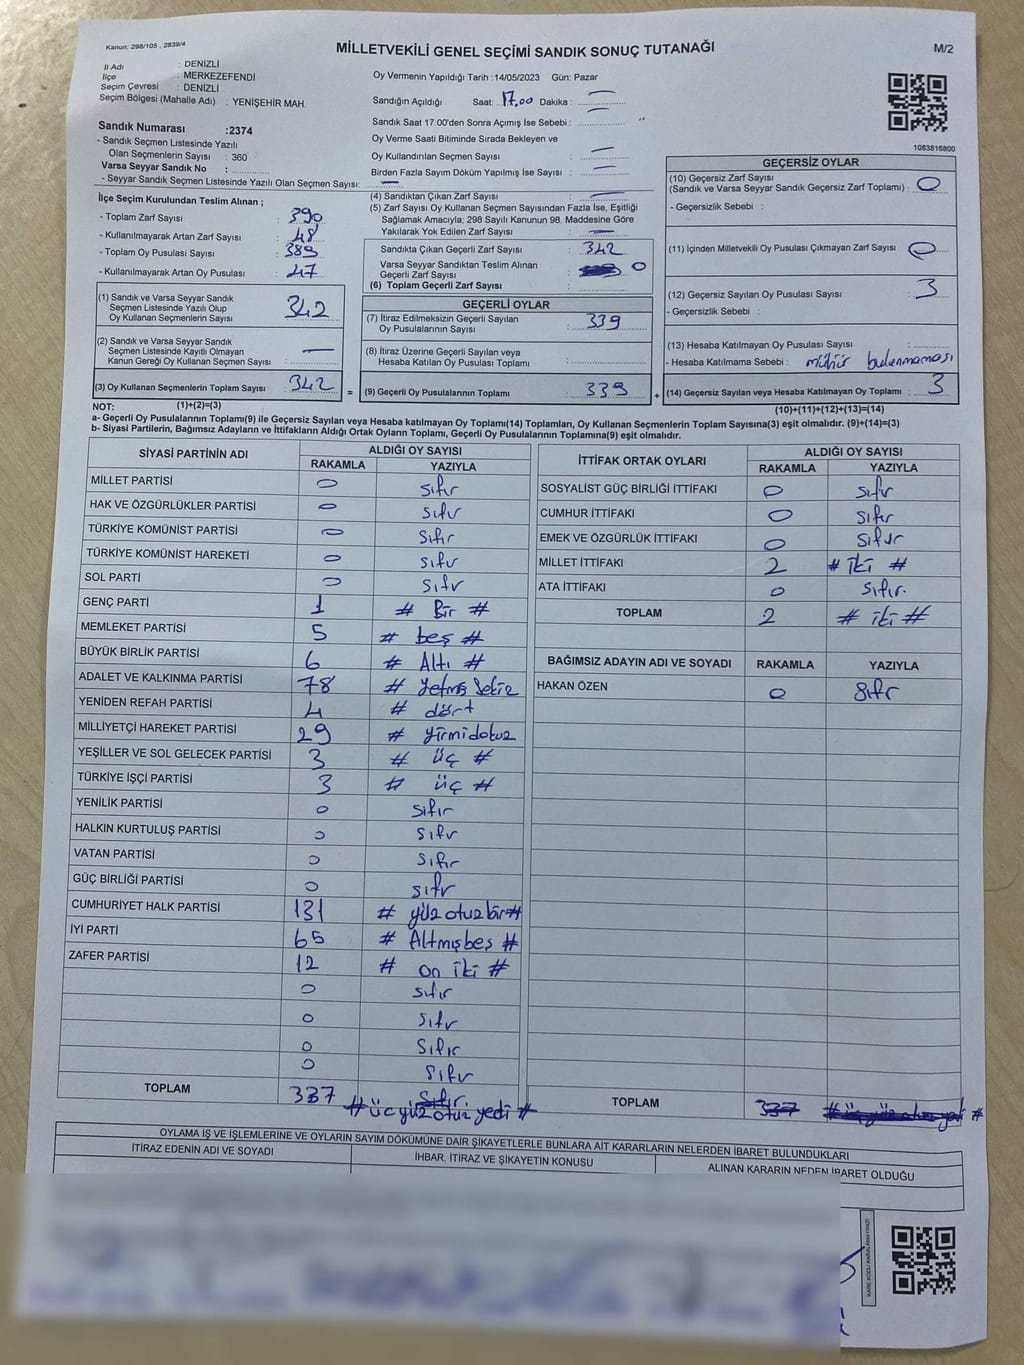 Kanun: 298/105 , 2839/4
MİLLETVEKİLİ GENEL SEÇİMİ SANDIK SONUÇ TUTANAĞI
M/2
İl Adı : DENİZLİ
İlçe : MERKEZEFENDİ
Seçim Çevresi : DENİZLİ
Seçim Bölgesi (Mahalle Adı) : YENİŞEHİR MAH.
Sandık Numarası :2374
- Sandık Seçmen Listesinde Yazılı
Olan Seçmenlerin Sayısı : 360
Varsa Seyyar Sandık No :
- Seyyar Sandık Seçmen Listesinde Yazılı Olan Seçmen Sayısı: —
Oy Vermenin Yapıldığı Tarih :14/05/2023 Gün: Pazar
Sandığın Açıldığı Saat: 17.00 Dakika : —
Sandık Saat 17:00'den Sonra Açımış İse Sebebi : —
Oy Verme Saati Bitiminde Sırada Bekleyen ve
Oy Kullandırılan Seçmen Sayısı : —
Birden Fazla Sayım Döküm Yapılmış İse Sayısı : —
1083816800
İlçe Seçim Kurulundan Teslim Alınan ;
- Toplam Zarf Sayısı : 390
- Kullanılmayarak Artan Zarf Sayısı : 48
- Toplam Oy Pusulası Sayısı : 389
- Kullanılmayarak Artan Oy Pusulası : 47
(1) Sandık ve Varsa Seyyar Sandık
Seçmen Listesinde Yazılı Olup
Oy Kullanan Seçmenlerin Sayısı : 342
(2) Sandık ve Varsa Seyyar Sandık
Seçmen Listesinde Kayıtlı Olmayan
Kanun Gereği Oy Kullanan Seçmen Sayısı : —
(3) Oy Kullanan Seçmenlerin Toplam Sayısı : 342
(1)+(2)=(3)
(4) Sandıktan Çıkan Zarf Sayısı : —
(5) Zarf Sayısı Oy Kullanan Seçmen Sayısından Fazla İse, Eşitliği
Sağlamak Amacıyla; 298 Sayılı Kanunun 98. Maddesine Göre
Yakılarak Yok Edilen Zarf Sayısı : —
Sandıkta Çıkan Geçerli Zarf Sayısı : 342
Varsa Seyyar Sandıktan Teslim Alınan
Geçerli Zarf Sayısı : 0
(6) Toplam Geçerli Zarf Sayısı :
GEÇERLİ OYLAR
(7) İtiraz Edilmeksizin Geçerli Sayılan
Oy Pusulalarının Sayısı : 339
(8) İtiraz Üzerine Geçerli Sayılan veya
Hesaba Katılan Oy Pusulası Toplamı :
= (9) Geçerli Oy Pusulalarının Toplamı : 339 +
GEÇERSİZ OYLAR
(10) Geçersiz Zarf Sayısı
(Sandık ve Varsa Seyyar Sandık Geçersiz Zarf Toplamı) : 0
- Geçersizlik Sebebi :
(11) İçinden Milletvekili Oy Pusulası Çıkmayan Zarf Sayısı : 0
(12) Geçersiz Sayılan Oy Pusulası Sayısı : 3
- Geçersizlik Sebebi :
(13) Hesaba Katılmayan Oy Pusulası Sayısı :
- Hesaba Katılmama Sebebi : mühür bulunmaması
(14) Geçersiz Sayılan veya Hesaba Katılmayan Oy Toplamı : 3
(10)+(11)+(12)+(13)=(14)
NOT:
a- Geçerli Oy Pusulalarının Toplamı(9) ile Geçersiz Sayılan veya Hesaba katılmayan Oy Toplamı(14) Toplamları, Oy Kullanan Seçmenlerin Toplam Sayısına(3) eşit olmalıdır. (9)+(14)=(3)
b- Siyasi Partilerin, Bağımsız Adayların ve İttifakların Aldığı Ortak Oyların Toplamı, Geçerli Oy Pusulalarının Toplamına(9) eşit olmalıdır.
SİYASİ PARTİNİN ADI ALDIĞI OY SAYISI
RAKAMLA YAZIYLA
MİLLET PARTİSİ 0 sıfır
HAK VE ÖZGÜRLÜKLER PARTİSİ 0 sıfır
TÜRKİYE KOMÜNİST PARTİSİ 0 sıfır
TÜRKİYE KOMÜNİST HAREKETİ 0 sıfır
SOL PARTİ 0 sıfır
GENÇ PARTİ 1 # Bir #
MEMLEKET PARTİSİ 5 # beş #
BÜYÜK BİRLİK PARTİSİ 6 # Altı #
ADALET VE KALKINMA PARTİSİ 78 # yetmiş sekiz
YENİDEN REFAH PARTİSİ 4 # dört
MİLLİYETÇİ HAREKET PARTİSİ 29 # yirmidokuz
YEŞİLLER VE SOL GELECEK PARTİSİ 3 # üç #
TÜRKİYE İŞÇİ PARTİSİ 3 # üç #
YENİLİK PARTİSİ 0 sıfır
HALKIN KURTULUŞ PARTİSİ 0 sıfır
VATAN PARTİSİ 0 sıfır
GÜÇ BİRLİĞİ PARTİSİ 0 sıfır
CUMHURİYET HALK PARTİSİ 131 # yüz otuz bir #
İYİ PARTİ 65 # Altmışbeş #
ZAFER PARTİSİ 12 # on iki #
0 sıfır
0 sıfır
0 sıfır
0 sıfır
TOPLAM 337 sıfır.
# üçyüz otuz yedi #
İTTİFAK ORTAK OYLARI ALDIĞI OY SAYISI
RAKAMLA YAZIYLA
SOSYALİST GÜÇ BİRLİĞİ İTTİFAKI 0 sıfır
CUMHUR İTTİFAKI 0 sıfır
EMEK VE ÖZGÜRLÜK İTTİFAKI 0 sıfır
MİLLET İTTİFAKI 2 # iki #
ATA İTTİFAKI 0 sıfır.
TOPLAM 2 # iki #
BAĞIMSIZ ADAYIN ADI VE SOYADI RAKAMLA YAZIYLA
HAKAN ÖZEN 0 sıfır
TOPLAM 337 #
OYLAMA İŞ VE İŞLEMLERİNE VE OYLARIN SAYIM DÖKÜMÜNE DAİR ŞİKAYETLERLE BUNLARA AİT KARARLARIN NELERDEN İBARET BULUNDUKLARI
İTİRAZ EDENİN ADI VE SOYADI
İHBAR, İTİRAZ VE ŞİKAYETİN KONUSU
ALINAN KARARIN NEDEN İBARET OLDUĞU
KARE KODU KARALAMAYINIZ!